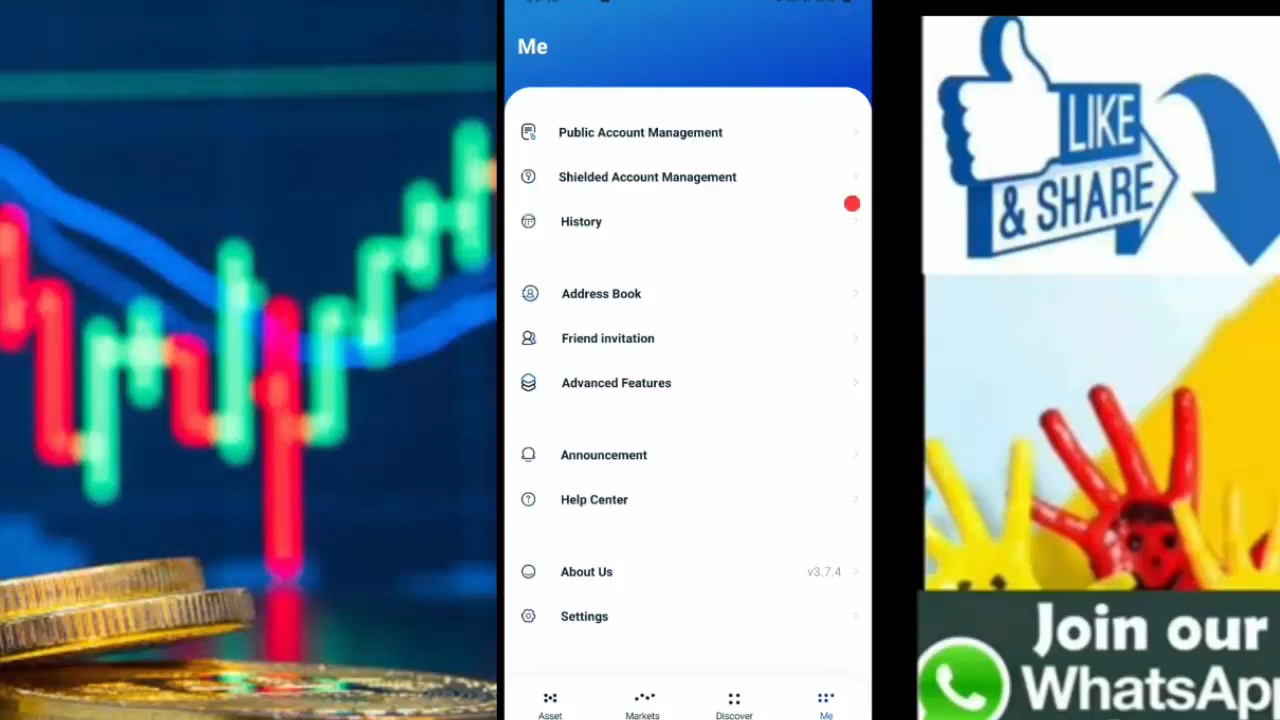 Me
Public Account Management
Shielded Account Management
History
Address Book
Friend invitation
Advanced Features
Announcement
Help Center
About Us v3.7.4
Settings
Asset Markets Discover Me
LIKE
& SHARE
Join our
WhatsApp